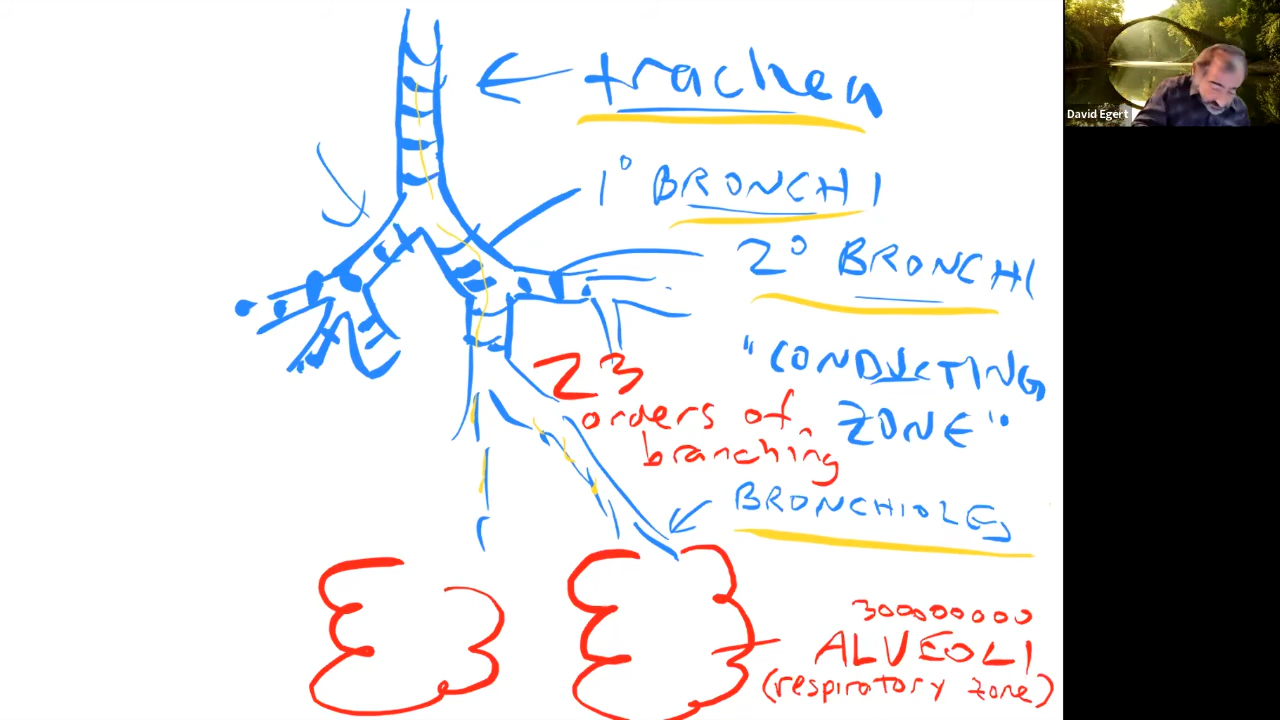 trachea
David Egert
1° BRONCHI
2° BRONCHI
"CONDUCTING
ZONE"
23
orders of
branching
BRONCHIOLES
300000000
ALVEOLI
(respiratory zone)